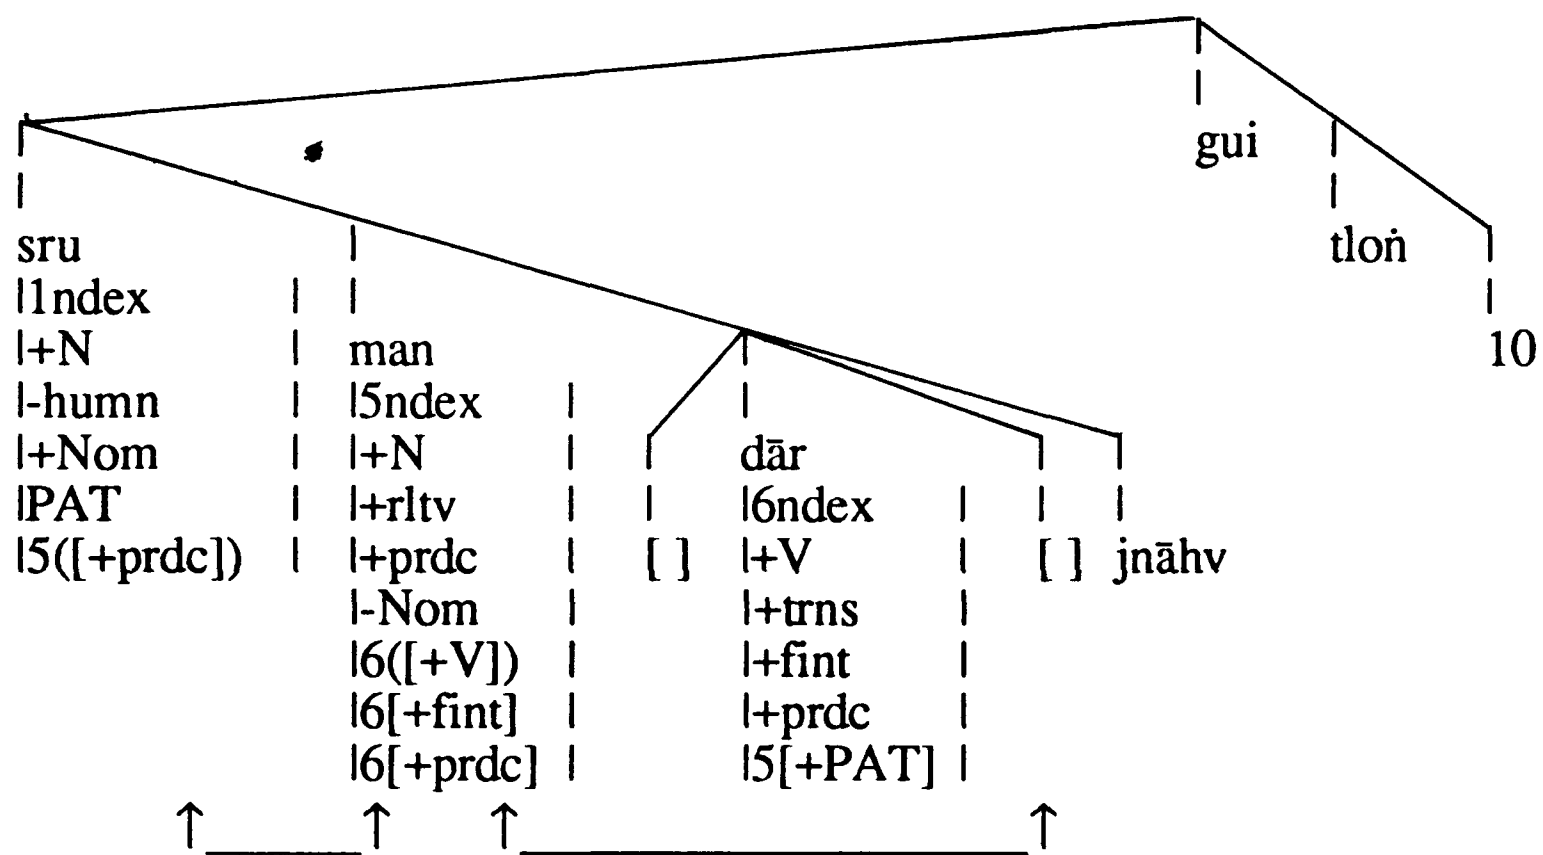 gui
tloṅ
10
sru
|1ndex |
|+N |
|-humn |
|+Nom |
|PAT |
|5([+prdc]) |
man
|5ndex |
|+N |
|+rltv |
|+prdc |
|-Nom |
|6([+V]) |
|6[+fint] |
|6[+prdc] |
[ ]
dār
|6ndex |
|+V |
|+trns |
|+fint |
|+prdc |
|5[+PAT] |
[ ] jnāhv